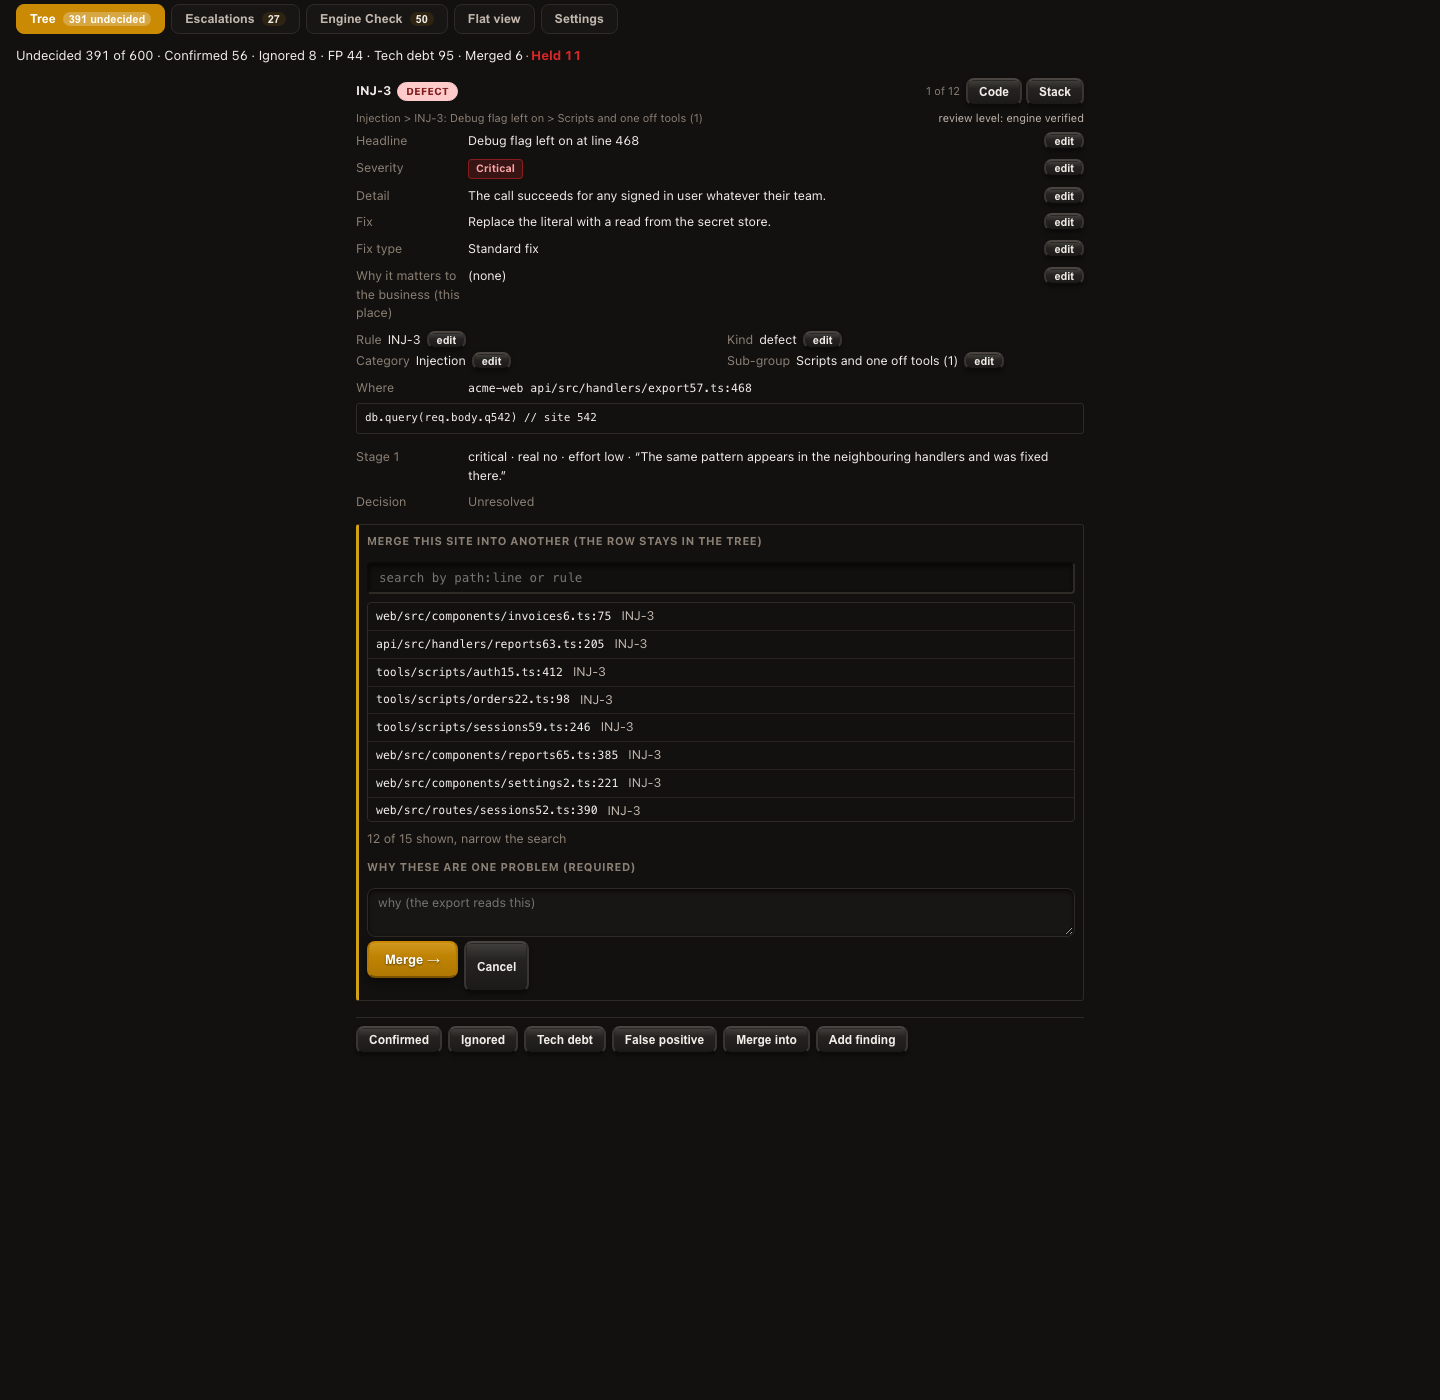 Tree 391 undecided Escalations 27 Engine Check 50 Flat view Settings
Undecided 391 of 600 · Confirmed 56 · Ignored 8 · FP 44 · Tech debt 95 · Merged 6 · Held 11
INJ-3 DEFECT 1 of 12 Code Stack
Injection > INJ-3: Debug flag left on > Scripts and one off tools (1) review level: engine verified
Headline Debug flag left on at line 468 edit
Severity Critical edit
Detail The call succeeds for any signed in user whatever their team. edit
Fix Replace the literal with a read from the secret store. edit
Fix type Standard fix edit
Why it matters to (none) edit
the business (this
place)
Rule INJ-3 edit Kind defect edit
Category Injection edit Sub-group Scripts and one off tools (1) edit
Where acme-web api/src/handlers/export57.ts:468
db.query(req.body.q542) // site 542
Stage 1 critical · real no · effort low · “The same pattern appears in the neighbouring handlers and was fixed
there.”
Decision Unresolved
MERGE THIS SITE INTO ANOTHER (THE ROW STAYS IN THE TREE)
search by path:line or rule
web/src/components/invoices6.ts:75 INJ-3
api/src/handlers/reports63.ts:205 INJ-3
tools/scripts/auth15.ts:412 INJ-3
tools/scripts/orders22.ts:98 INJ-3
tools/scripts/sessions59.ts:246 INJ-3
web/src/components/reports65.ts:385 INJ-3
web/src/components/settings2.ts:221 INJ-3
web/src/routes/sessions52.ts:390 INJ-3
12 of 15 shown, narrow the search
WHY THESE ARE ONE PROBLEM (REQUIRED)
why (the export reads this)
Merge → Cancel
Confirmed Ignored Tech debt False positive Merge into Add finding